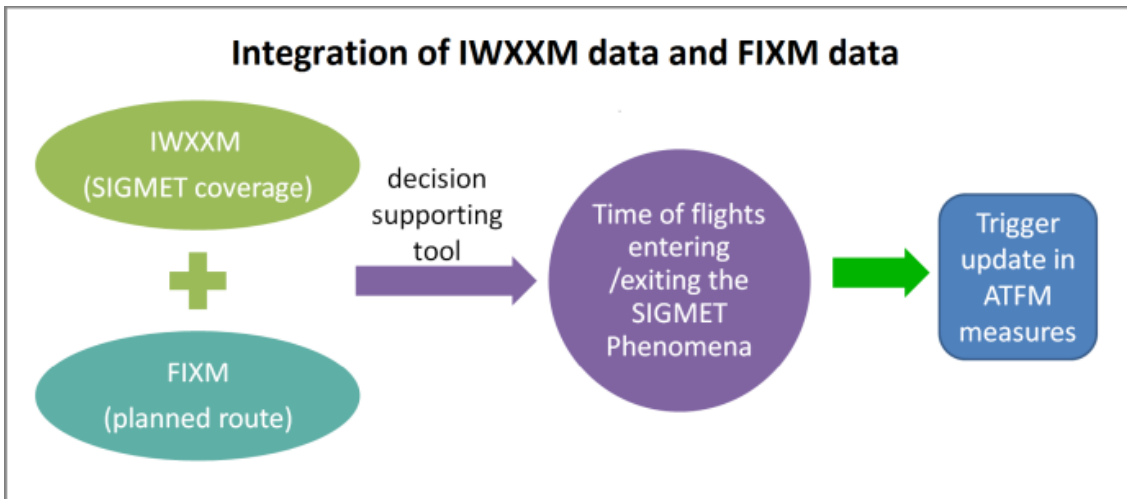 Integration of IWXXM data and FIXM data
IWXXM
(SIGMET coverage)
FIXM
(planned route)
decision
supporting
tool
Time of flights
entering
/exiting the
SIGMET
Phenomena
Trigger
update in
ATFM
measures